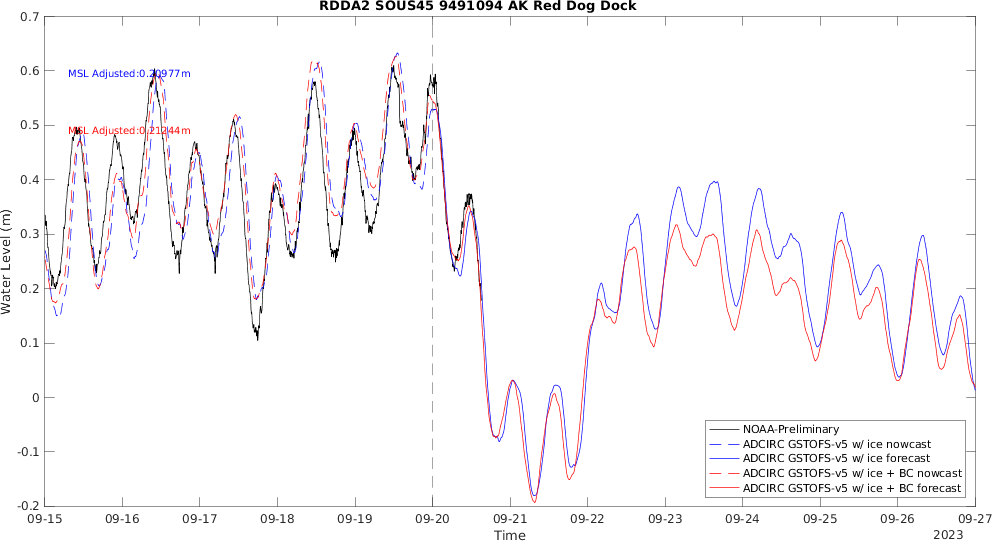 RDDA2 SOUS45 9491094 AK Red Dog Dock
0.7
0.6
0.5
0.4
0.3
0.2
0.1
0
-0.1
-0.2
Water Level (m)
MSL Adjusted:0.20977m
MSL Adjusted:0.21244m
NOAA-Preliminary
ADCIRC GSTOFS-v5 w/ ice nowcast
ADCIRC GSTOFS-v5 w/ ice forecast
ADCIRC GSTOFS-v5 w/ ice + BC nowcast
ADCIRC GSTOFS-v5 w/ ice + BC forecast
09-15 09-16 09-17 09-18 09-19 09-20 09-21 09-22 09-23 09-24 09-25 09-26 09-27
Time
2023